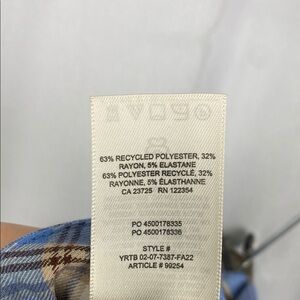 63% RECYCLED POLYESTER, 32%
RAYON, 5% ELASTANE
63% POLYESTER RECYCLÉ, 32%
RAYONNE, 5% ÉLASTHANNE
CA 23725 RN 122354
PO 4500178335
PO 4500178336
STYLE #
YRTB 02-07-7387-FA22
ARTICLE # 99254